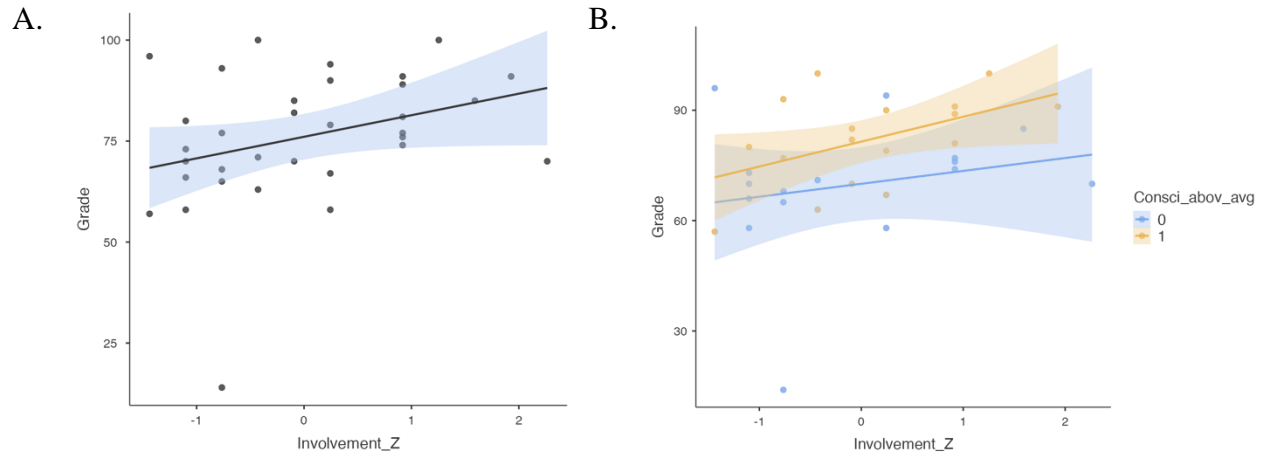 A.
100
75
50
25
Grade
-1
0
1
2
Involvement_Z
B.
90
60
30
Grade
-1
0
1
2
Involvement_Z
Consci_abov_avg
0
1